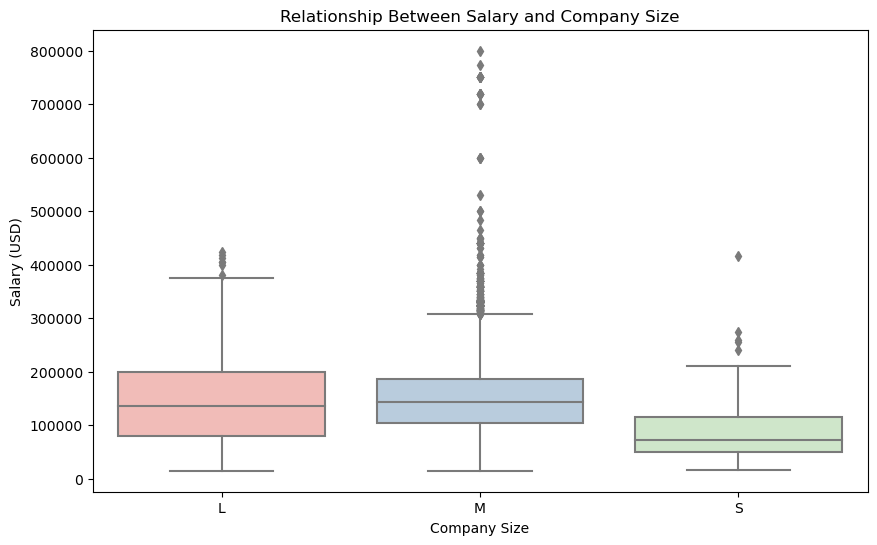 Relationship Between Salary and Company Size
800000
700000
600000
500000
400000
300000
200000
100000
0
Salary (USD)
L
M
S
Company Size